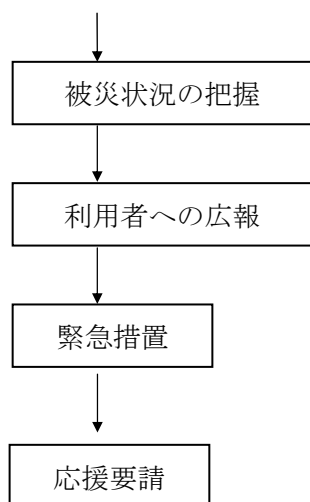 被災状況の把握
利用者への広報
緊急措置
応援要請